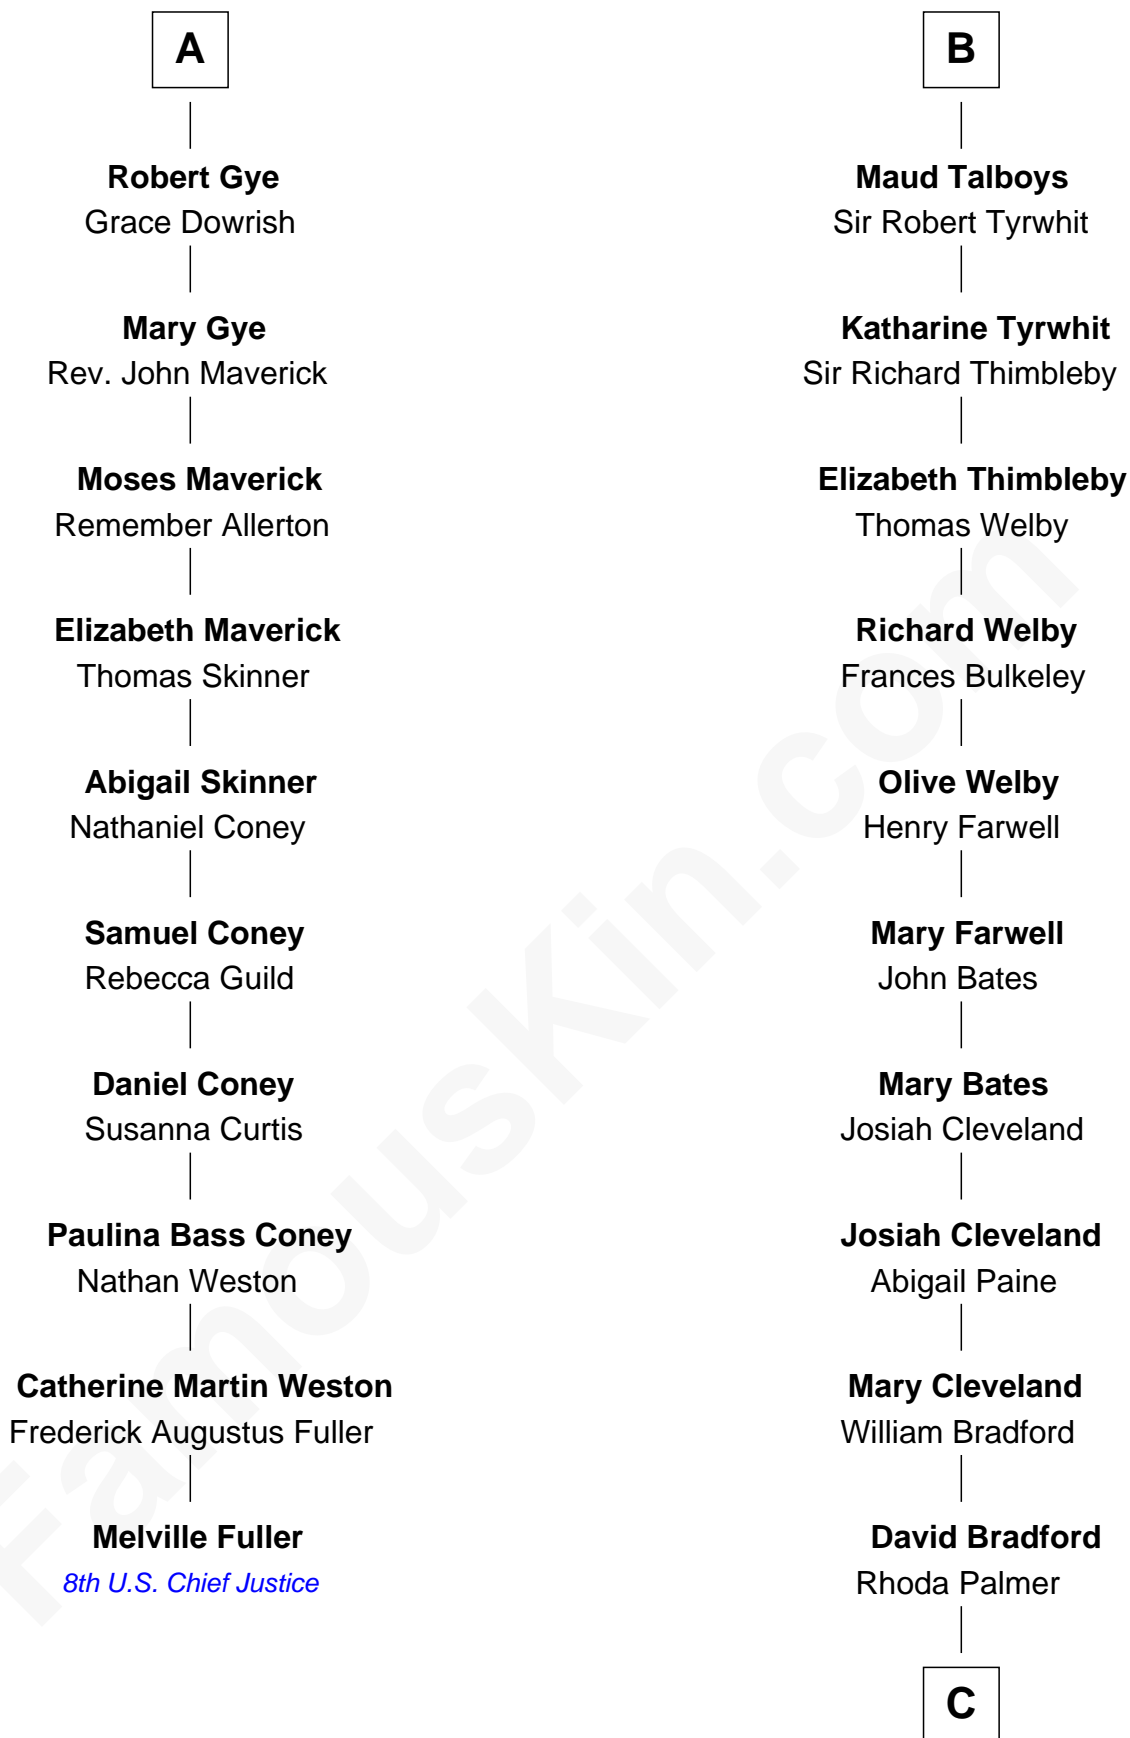 A
Robert Gye
Grace Dowrish
Mary Gye
Rev. John Maverick
Moses Maverick
Remember Allerton
Elizabeth Maverick
Thomas Skinner
Abigail Skinner
Nathaniel Coney
Samuel Coney
Rebecca Guild
Daniel Coney
Susanna Curtis
Paulina Bass Coney
Nathan Weston
Catherine Martin Weston
Frederick Augustus Fuller
Melville Fuller
8th U.S. Chief Justice
B
Maud Talboys
Sir Robert Tyrwhit
Katharine Tyrwhit
Sir Richard Thimbleby
Elizabeth Thimbleby
Thomas Welby
Richard Welby
Frances Bulkeley
Olive Welby
Henry Farwell
Mary Farwell
John Bates
Mary Bates
Josiah Cleveland
Josiah Cleveland
Abigail Paine
Mary Cleveland
William Bradford
David Bradford
Rhoda Palmer
C
FamousKin.com